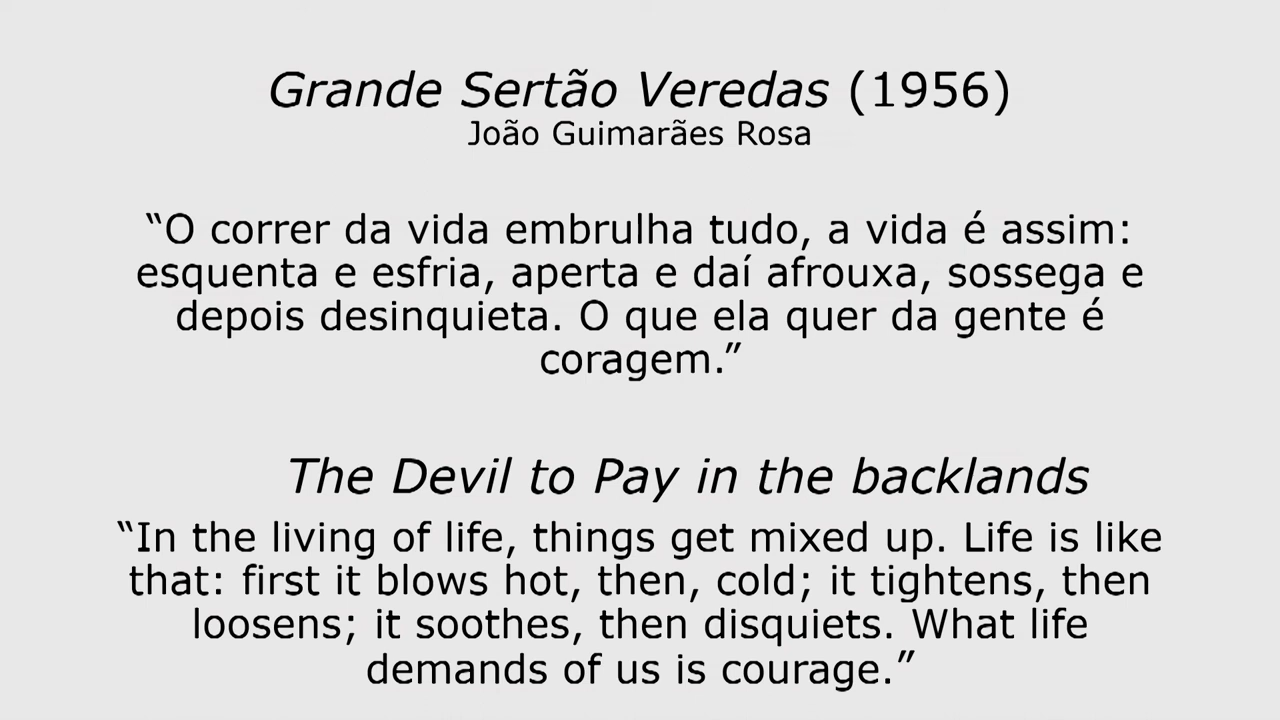 Grande Sertão Veredas (1956)
João Guimarães Rosa
“O correr da vida embrulha tudo, a vida é assim:
esquenta e esfria, aperta e daí afrouxa, sossega e
depois desinquieta. O que ela quer da gente é
coragem.”
The Devil to Pay in the backlands
“In the living of life, things get mixed up. Life is like
that: first it blows hot, then, cold; it tightens, then
loosens; it soothes, then disquiets. What life
demands of us is courage.”